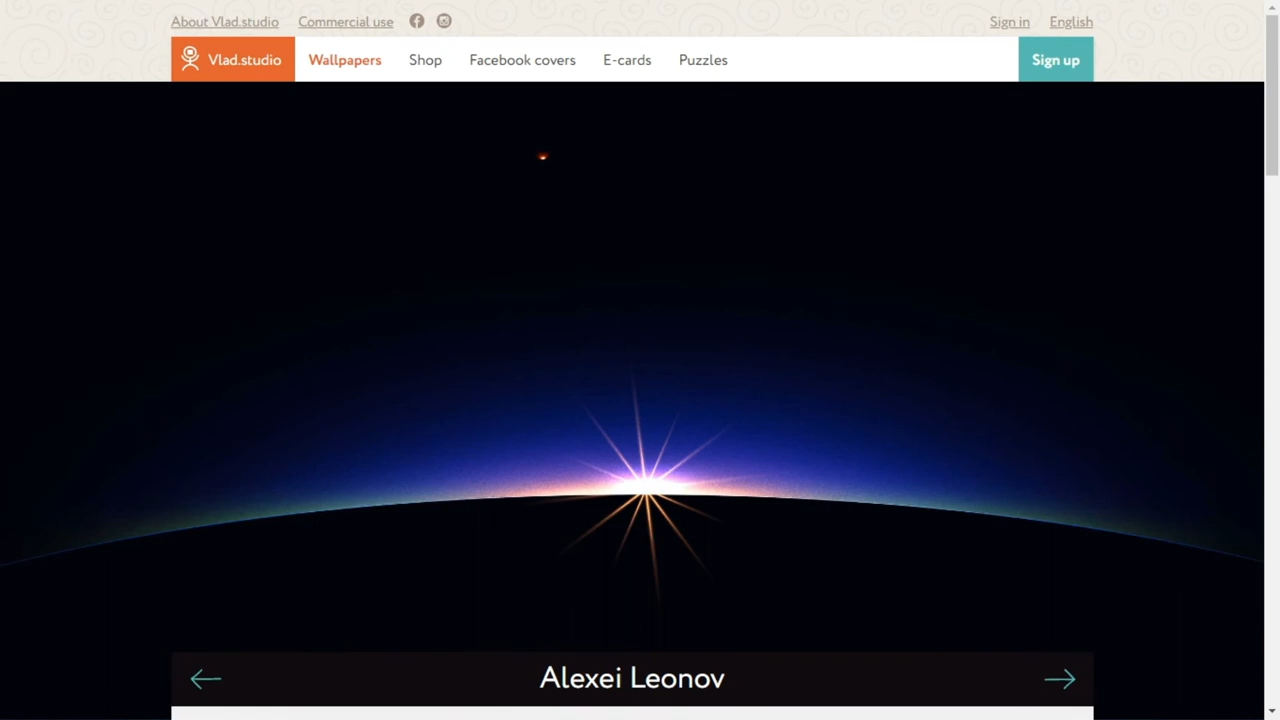 About Vlad.studio Commercial use Sign in English
Vlad.studio Wallpapers Shop Facebook covers E-cards Puzzles Sign up
Alexei Leonov